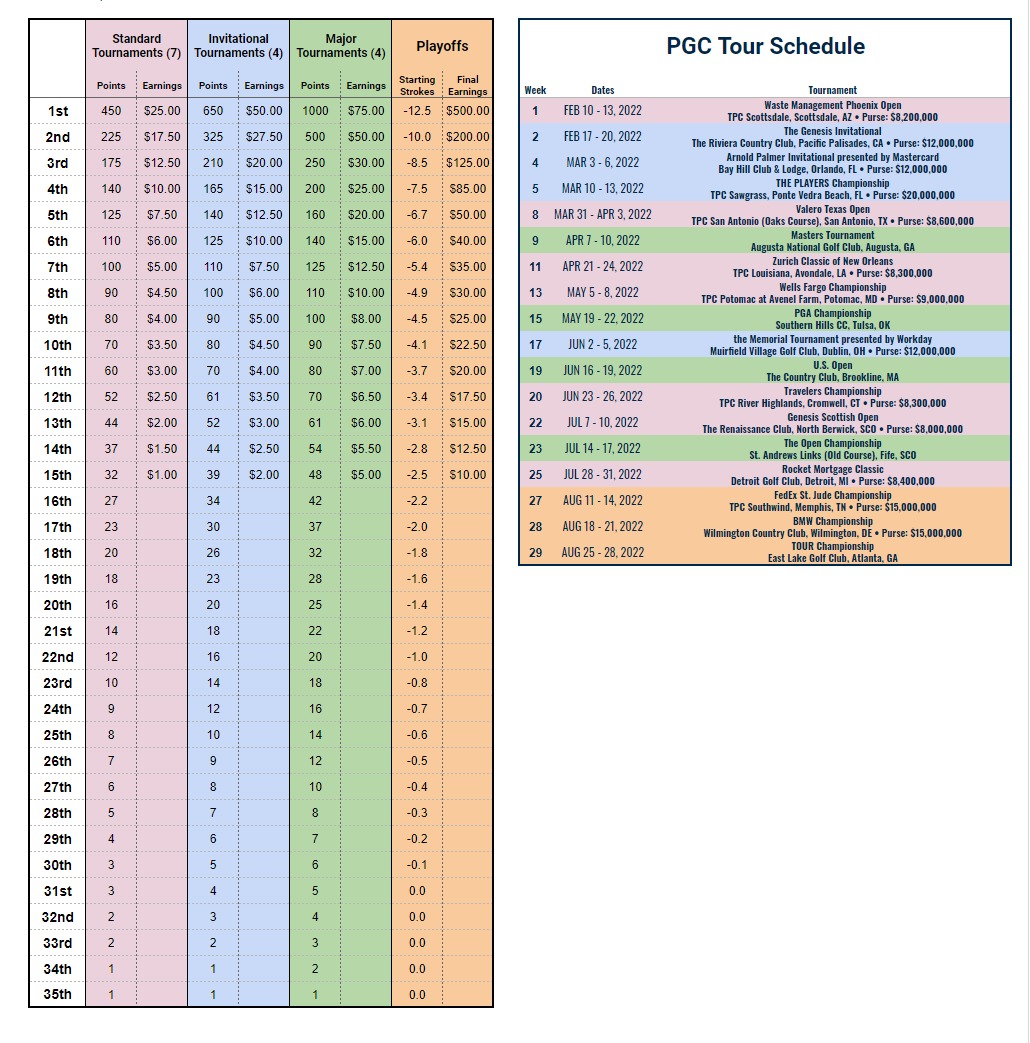 Standard Tournaments (7) Invitational Tournaments (4) Major Tournaments (4) Playoffs
Points Earnings Points Earnings Points Earnings Starting Strokes Final Earnings
1st 450 $25.00 650 $50.00 1000 $75.00 -12.5 $500.00
2nd 225 $17.50 325 $27.50 500 $50.00 -10.0 $200.00
3rd 175 $12.50 210 $20.00 250 $30.00 -8.5 $125.00
4th 140 $10.00 165 $15.00 200 $25.00 -7.5 $85.00
5th 125 $7.50 140 $12.50 160 $20.00 -6.7 $50.00
6th 110 $6.00 125 $10.00 140 $15.00 -6.0 $40.00
7th 100 $5.00 110 $7.50 125 $12.50 -5.4 $35.00
8th 90 $4.50 100 $6.00 110 $10.00 -4.9 $30.00
9th 80 $4.00 90 $5.00 100 $8.00 -4.5 $25.00
10th 70 $3.50 80 $4.50 90 $7.50 -4.1 $22.50
11th 60 $3.00 70 $4.00 80 $7.00 -3.7 $20.00
12th 52 $2.50 61 $3.50 70 $6.50 -3.4 $17.50
13th 44 $2.00 52 $3.00 61 $6.00 -3.1 $15.00
14th 37 $1.50 44 $2.50 54 $5.50 -2.8 $12.50
15th 32 $1.00 39 $2.00 48 $5.00 -2.5 $10.00
16th 27 34 42 -2.2
17th 23 30 37 -2.0
18th 20 26 32 -1.8
19th 18 23 28 -1.6
20th 16 20 25 -1.4
21st 14 18 22 -1.2
22nd 12 16 20 -1.0
23rd 10 14 18 -0.8
24th 9 12 16 -0.7
25th 8 10 14 -0.6
26th 7 9 12 -0.5
27th 6 8 10 -0.4
28th 5 7 8 -0.3
29th 4 6 7 -0.2
30th 3 5 6 -0.1
31st 3 4 5 0.0
32nd 2 3 4 0.0
33rd 2 2 3 0.0
34th 1 1 2 0.0
35th 1 1 1 0.0
PGC Tour Schedule
Week Dates Tournament
1 FEB 10 - 13, 2022 Waste Management Phoenix Open
TPC Scottsdale, Scottsdale, AZ • Purse: $8,200,000
2 FEB 17 - 20, 2022 The Genesis Invitational
The Riviera Country Club, Pacific Palisades, CA • Purse: $12,000,000
4 MAR 3 - 6, 2022 Arnold Palmer Invitational presented by Mastercard
Bay Hill Club & Lodge, Orlando, FL • Purse: $12,000,000
5 MAR 10 - 13, 2022 THE PLAYERS Championship
TPC Sawgrass, Ponte Vedra Beach, FL • Purse: $20,000,000
8 MAR 31 - APR 3, 2022 Valero Texas Open
TPC San Antonio (Oaks Course), San Antonio, TX • Purse: $8,600,000
9 APR 7 - 10, 2022 Masters Tournament
Augusta National Golf Club, Augusta, GA
11 APR 21 - 24, 2022 Zurich Classic of New Orleans
TPC Louisiana, Avondale, LA • Purse: $8,300,000
13 MAY 5 - 8, 2022 Wells Fargo Championship
TPC Potomac at Avenel Farm, Potomac, MD • Purse: $9,000,000
15 MAY 19 - 22, 2022 PGA Championship
Southern Hills CC, Tulsa, OK
17 JUN 2 - 5, 2022 the Memorial Tournament presented by Workday
Muirfield Village Golf Club, Dublin, OH • Purse: $12,000,000
19 JUN 16 - 19, 2022 U.S. Open
The Country Club, Brookline, MA
20 JUN 23 - 26, 2022 Travelers Championship
TPC River Highlands, Cromwell, CT • Purse: $8,300,000
22 JUL 7 - 10, 2022 Genesis Scottish Open
The Renaissance Club, North Berwick, SCO • Purse: $8,000,000
23 JUL 14 - 17, 2022 The Open Championship
St. Andrews Links (Old Course), Fife, SCO
25 JUL 28 - 31, 2022 Rocket Mortgage Classic
Detroit Golf Club, Detroit, MI • Purse: $8,400,000
27 AUG 11 - 14, 2022 FedEx St. Jude Championship
TPC Southwind, Memphis, TN • Purse: $15,000,000
28 AUG 18 - 21, 2022 BMW Championship
Wilmington Country Club, Wilmington, DE • Purse: $15,000,000
29 AUG 25 - 28, 2022 TOUR Championship
East Lake Golf Club, Atlanta, GA